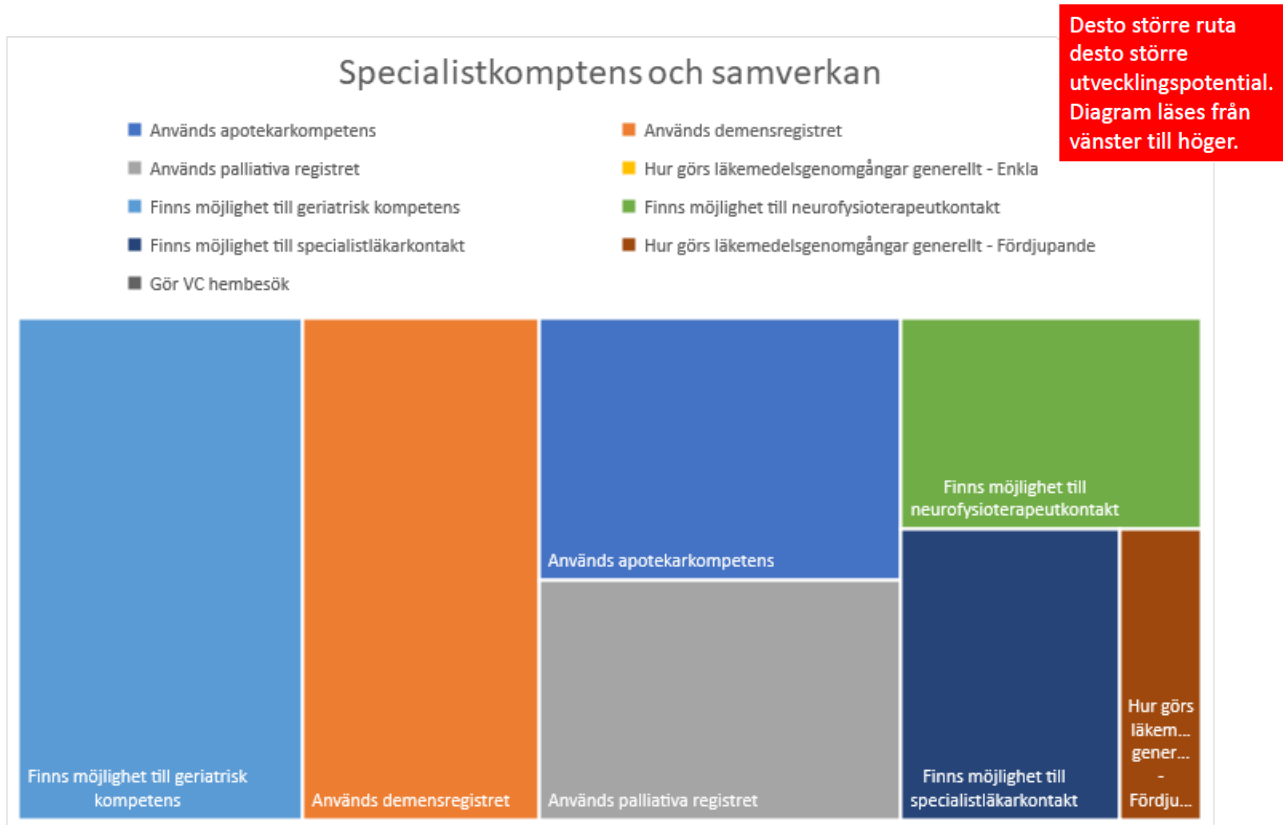 Desto större ruta
desto större
utvecklingspotential.
Diagram läses från
vänster till höger.
Specialistkomptens och samverkan
Används apotekarkompetens
Används demensregistret
Används palliativa registret
Hur görs läkemedelsgenomgångar generellt - Enkla
Finns möjlighet till geriatrisk kompetens
Finns möjlighet till neurofysioterapeutkontakt
Finns möjlighet till specialistläkarkontakt
Hur görs läkemedelsgenomgångar generellt - Fördjupande
Gör VC hembesök
Finns möjlighet till geriatrisk
kompetens
Används demensregistret
Används apotekarkompetens
Används palliativa registret
Finns möjlighet till
neurofysioterapeutkontakt
Finns möjlighet till
specialistläkarkontakt
Hur görs
läkem...
gener...
-
Fördju...